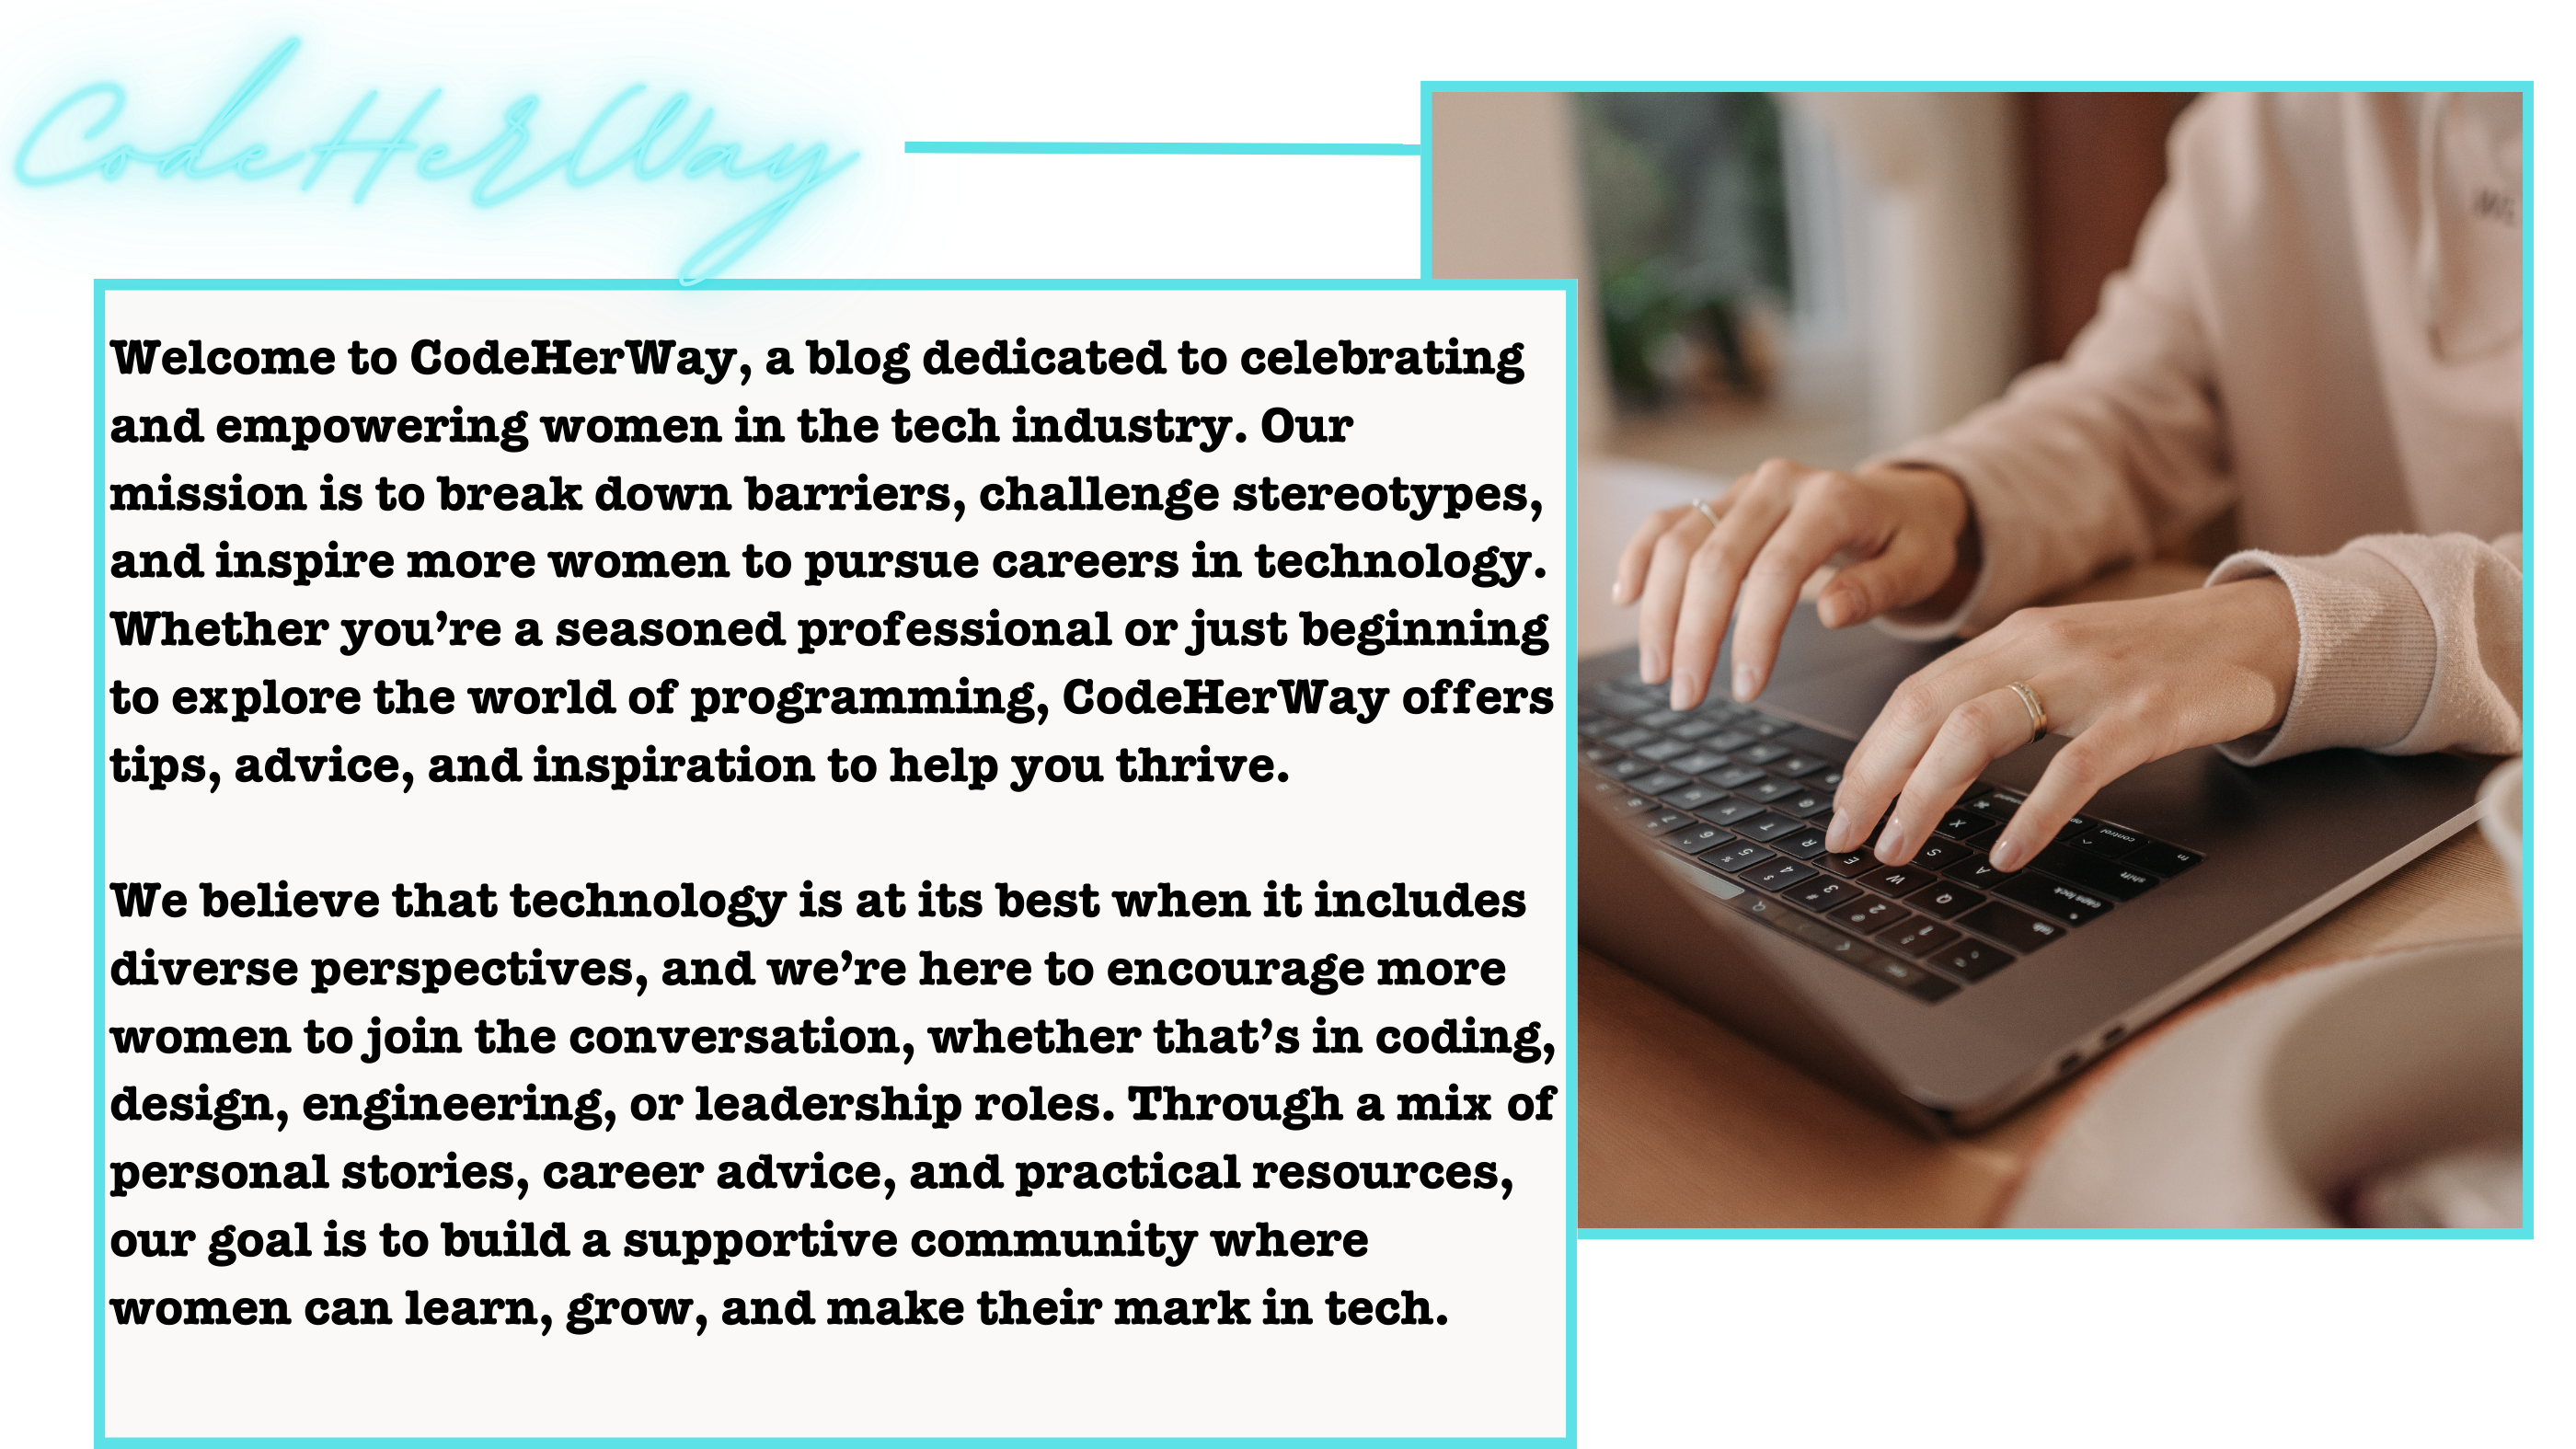 CodeHerWay
Welcome to CodeHerWay, a blog dedicated to celebrating
and empowering women in the tech industry. Our
mission is to break down barriers, challenge stereotypes,
and inspire more women to pursue careers in technology.
Whether you’re a seasoned professional or just beginning
to explore the world of programming, CodeHerWay offers
tips, advice, and inspiration to help you thrive.
We believe that technology is at its best when it includes
diverse perspectives, and we’re here to encourage more
women to join the conversation, whether that’s in coding,
design, engineering, or leadership roles. Through a mix of
personal stories, career advice, and practical resources,
our goal is to build a supportive community where
women can learn, grow, and make their mark in tech.